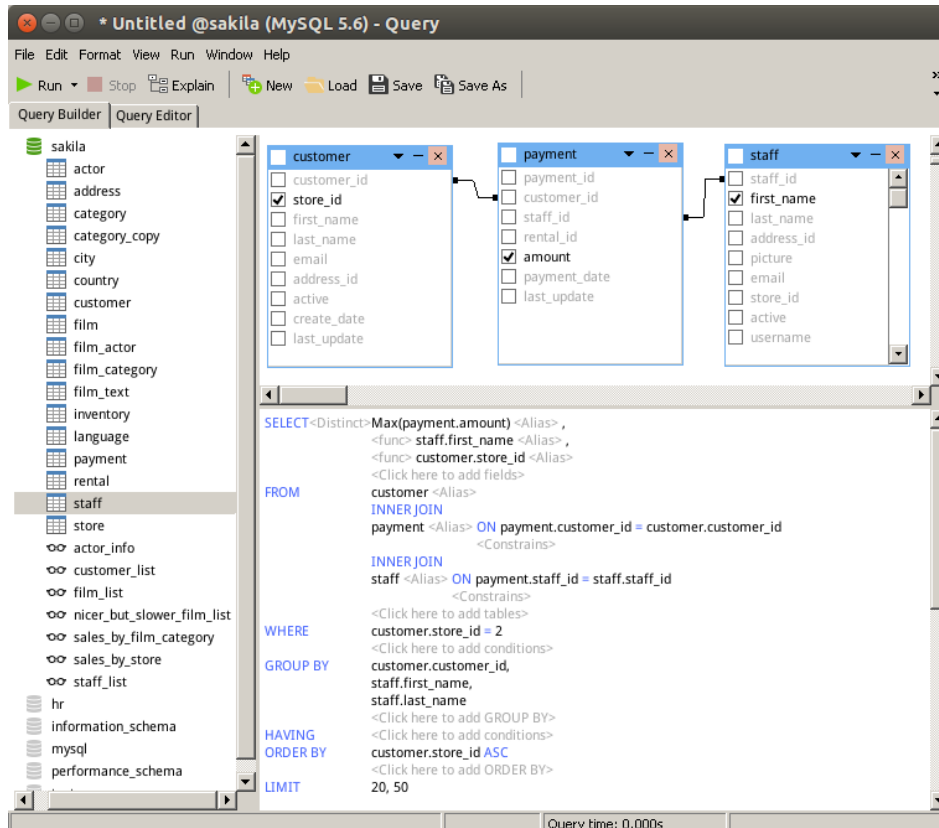 * Untitled @sakila (MySQL 5.6) - Query
File Edit Format View Run Window Help
Run Stop Explain New Load Save Save As
Query Builder Query Editor
sakila
actor
address
category
category_copy
city
country
customer
film
film_actor
film_category
film_text
inventory
language
payment
rental
staff
store
actor_info
customer_list
film_list
nicer_but_slower_film_list
sales_by_film_category
sales_by_store
staff_list
hr
information_schema
mysql
performance_schema
customer
customer_id
store_id
first_name
last_name
email
address_id
active
create_date
last_update
payment
payment_id
customer_id
staff_id
rental_id
amount
payment_date
last_update
staff
staff_id
first_name
last_name
address_id
picture
email
store_id
active
username
SELECT<Distinct>Max(payment.amount) <Alias> ,
<func> staff.first_name <Alias> ,
<func> customer.store_id <Alias>
<Click here to add fields>
FROM customer <Alias>
INNER JOIN
payment <Alias> ON payment.customer_id = customer.customer_id
<Constrains>
INNER JOIN
staff <Alias> ON payment.staff_id = staff.staff_id
<Constrains>
<Click here to add tables>
WHERE customer.store_id = 2
<Click here to add conditions>
GROUP BY customer.customer_id,
staff.first_name,
staff.last_name
<Click here to add GROUP BY>
HAVING <Click here to add conditions>
ORDER BY customer.store_id ASC
<Click here to add ORDER BY>
LIMIT 20, 50
Query time: 0.000s